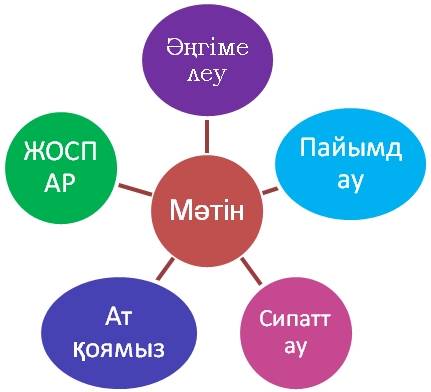 Әңгіме
леу
ЖОСП
АР
Пайымд
ау
Мәтін
Ат
қоямыз
Сипатт
ау